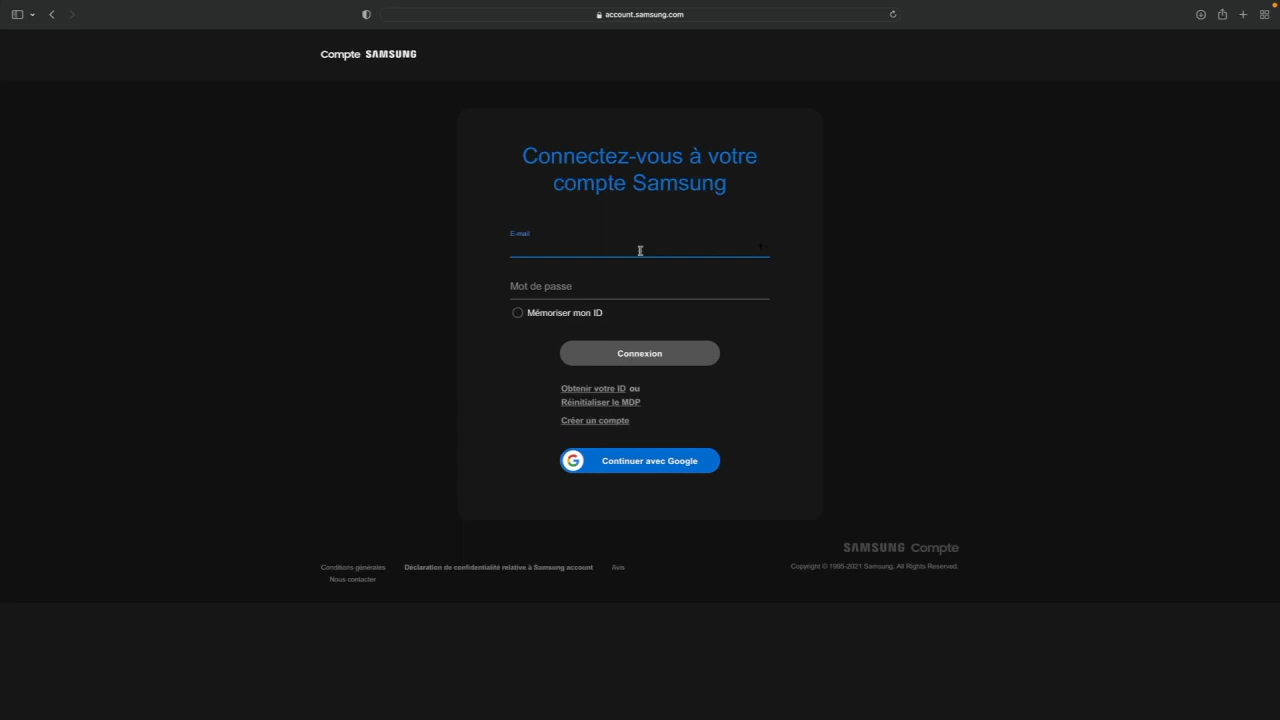 account.samsung.com
Compte SAMSUNG
Connectez-vous à votre
compte Samsung
E-mail
Mot de passe
Mémoriser mon ID
Connexion
Obtenir votre ID ou
Réinitialiser le MDP
Créer un compte
Continuer avec Google
SAMSUNG Compte
Conditions générales Déclaration de confidentialité relative à Samsung account Avis
Nous contacter
Copyright © 1995-2021 Samsung, All Rights Reserved.